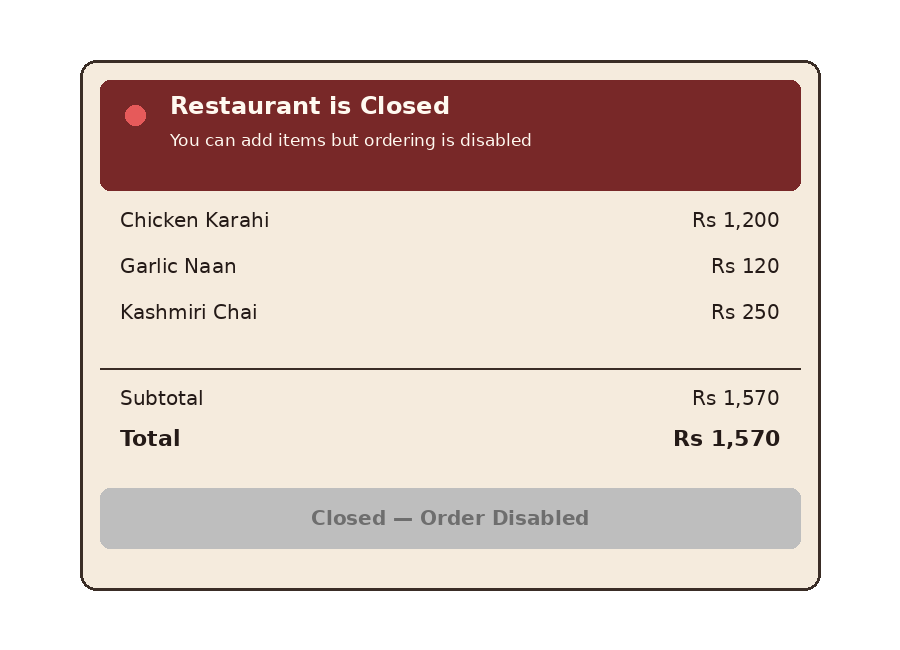 Restaurant is Closed
You can add items but ordering is disabled
Chicken Karahi Rs 1,200
Garlic Naan Rs 120
Kashmiri Chai Rs 250
Subtotal Rs 1,570
Total Rs 1,570
Closed — Order Disabled